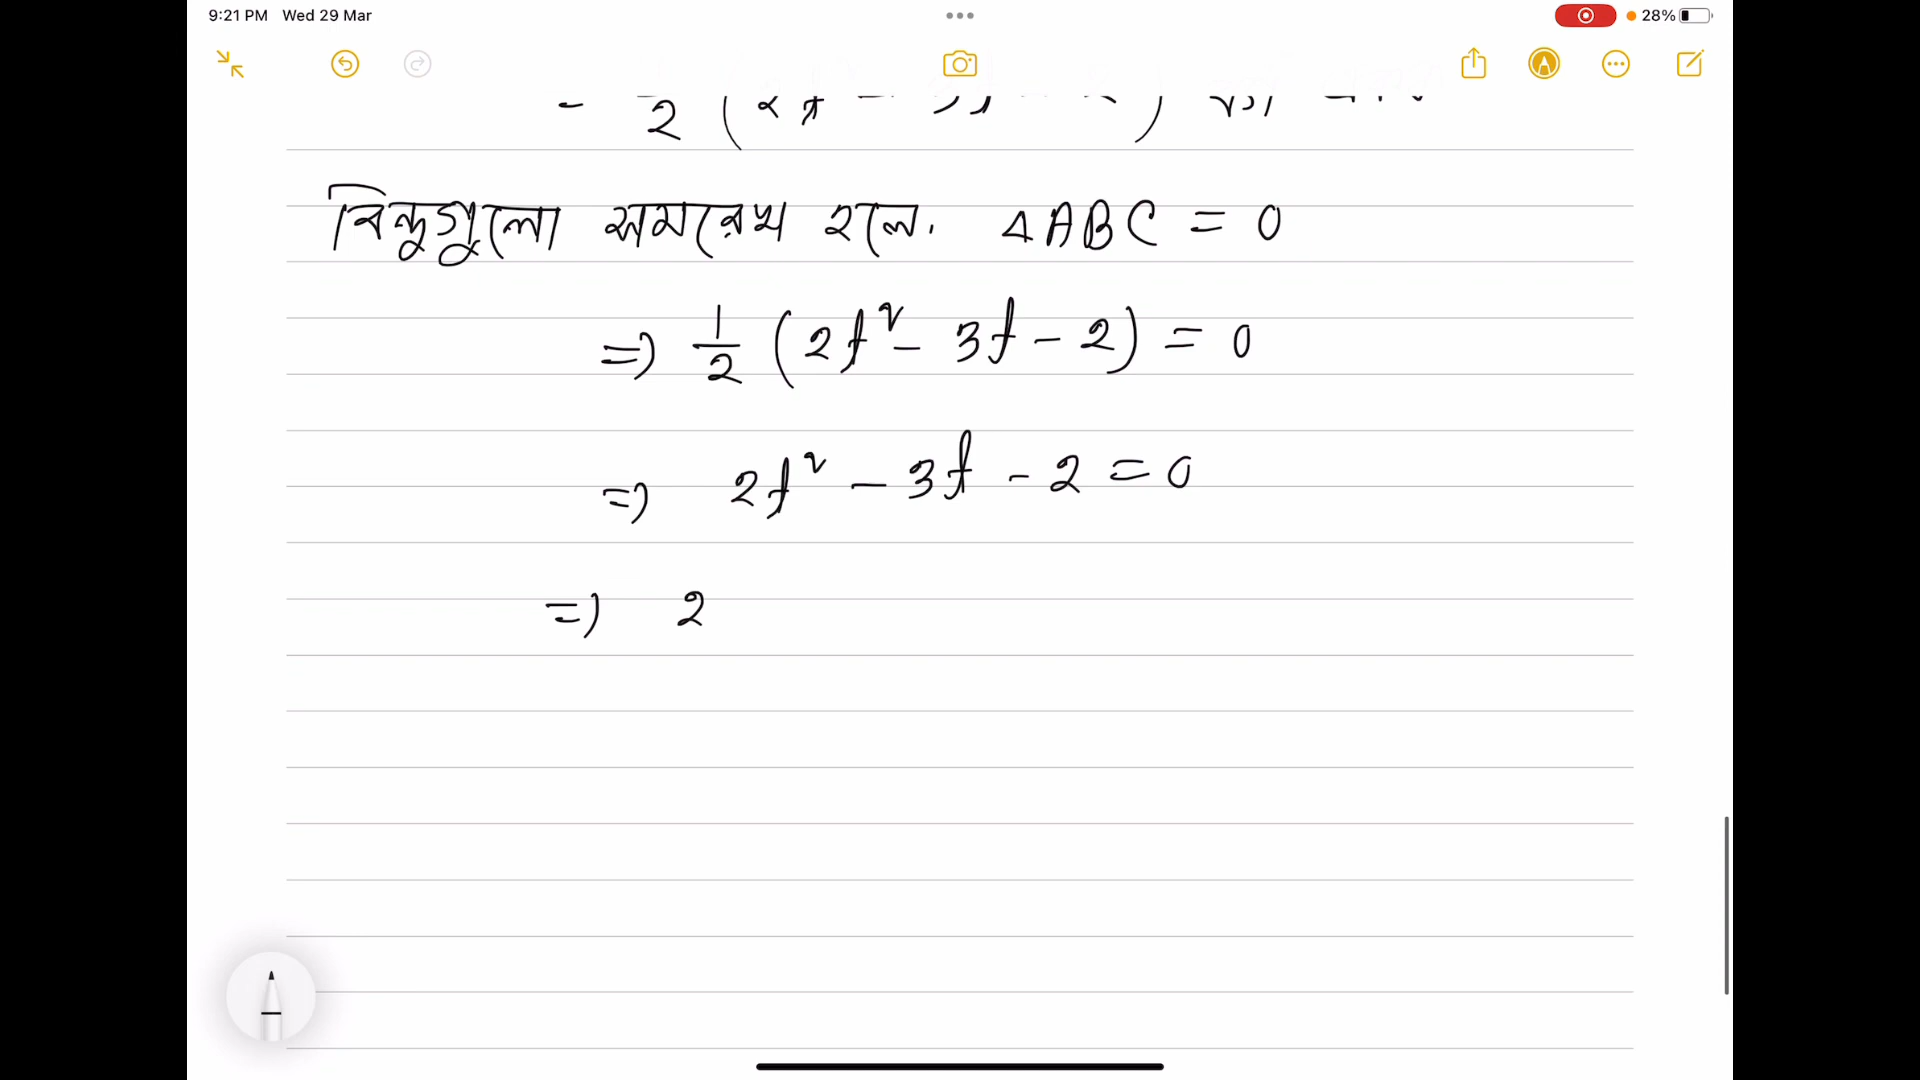 9:21 PM Wed 29 Mar
28%
বিন্দুগুলো সমরেখ হলে. △ABC = 0
=> 1/2 (2t² - 3t - 2) = 0
=> 2t² - 3t - 2 = 0
=> 2